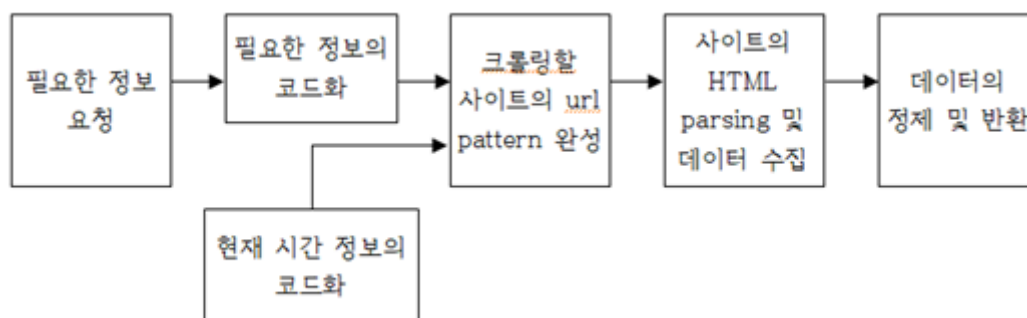 필요한 정보
요청
필요한 정보의
코드화
크롤링할
사이트의 url
pattern 완성
사이트의
HTML
parsing 및
데이터 수집
데이터의
정제 및 반환
현재 시간 정보의
코드화